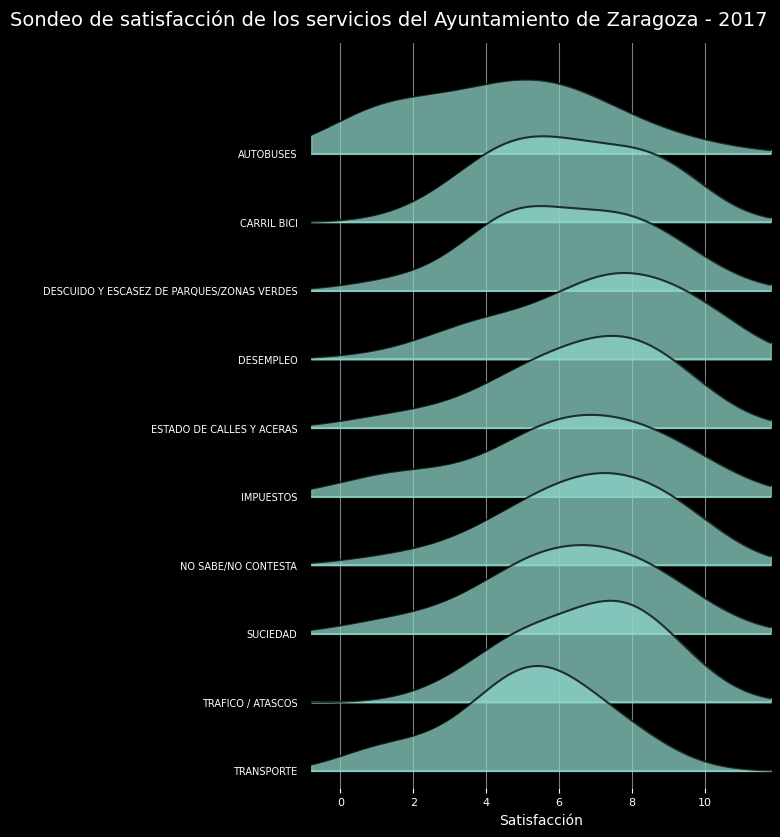 Sondeo de satisfacción de los servicios del Ayuntamiento de Zaragoza - 2017
AUTOBUSES
CARRIL BICI
DESCUIDO Y ESCASEZ DE PARQUES/ZONAS VERDES
DESEMPLEO
ESTADO DE CALLES Y ACERAS
IMPUESTOS
NO SABE/NO CONTESTA
SUCIEDAD
TRAFICO / ATASCOS
TRANSPORTE
0 2 4 6 8 10
Satisfacción